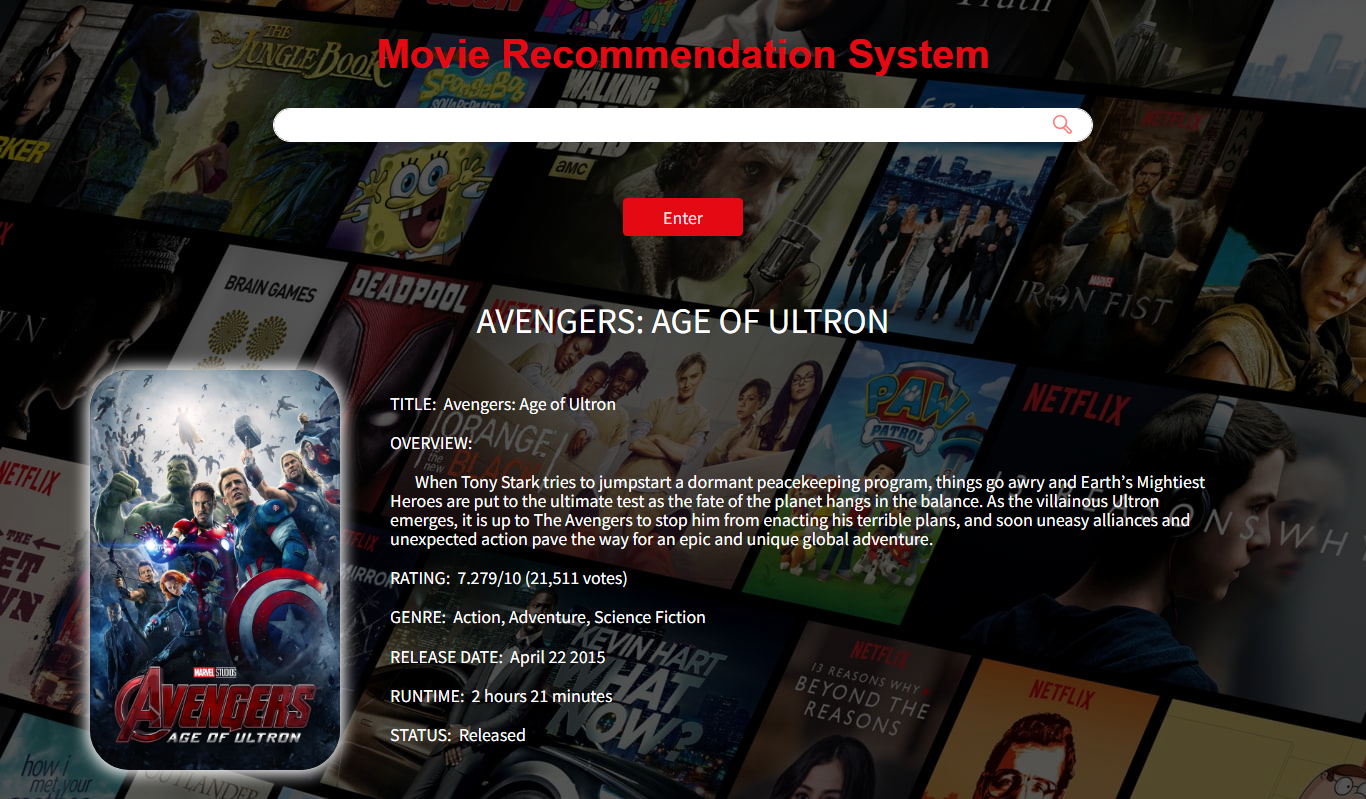 Truth
THE
Disney
JUNGLE BOOK
Movie Recommendation System
SpongeBob
SQUAREPANTS
WALKING
DEAD
amc
Enter
BRAIN GAMES
DEADPOOL
NETFLIX
MARVEL
IRON FIST
AVENGERS: AGE OF ULTRON
PAW
PATROL
NETFLIX
TITLE: Avengers: Age of Ultron
ORANGE
is the new
BLACK
OVERVIEW:
When Tony Stark tries to jumpstart a dormant peacekeeping program, things go awry and Earth’s Mightiest
Heroes are put to the ultimate test as the fate of the planet hangs in the balance. As the villainous Ultron
emerges, it is up to The Avengers to stop him from enacting his terrible plans, and soon uneasy alliances and
unexpected action pave the way for an epic and unique global adventure.
NETFLIX
RATING: 7.279/10 (21,511 votes)
GENRE: Action, Adventure, Science Fiction
RELEASE DATE: April 22 2015
RUNTIME: 2 hours 21 minutes
STATUS: Released
KEVIN HART
WHAT
NOW?
NETFLIX
13 REASONS WHY
BEYOND THE
REASONS
NETFLIX
MARVEL STUDIOS
AVENGERS
AGE OF ULTRON
how i
met your
OUTLANDER